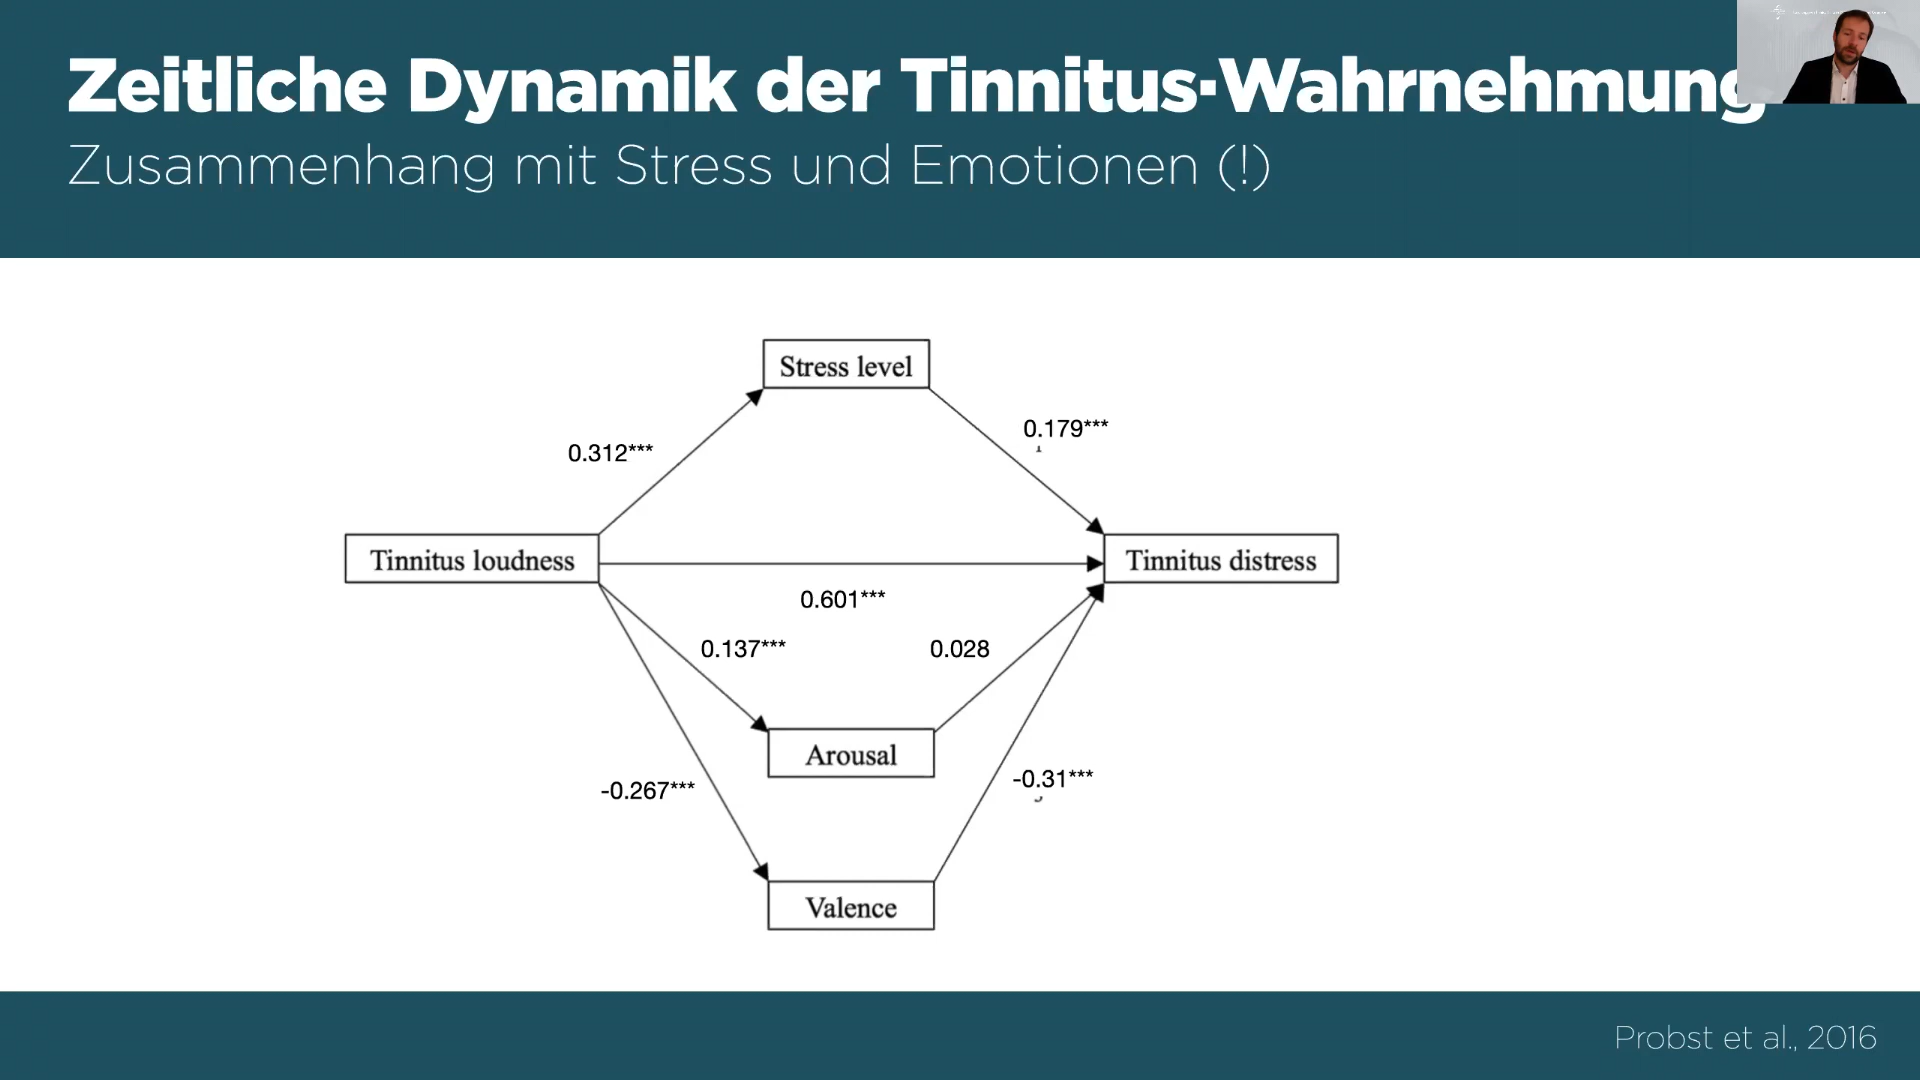 Zeitliche Dynamik der Tinnitus-Wahrnehmung
Zusammenhang mit Stress und Emotionen (!)
Stress level
0.179***
0.312***
Tinnitus loudness
Tinnitus distress
0.601***
0.137***
0.028
Arousal
-0.31***
-0.267***
Valence
Probst et al., 2016